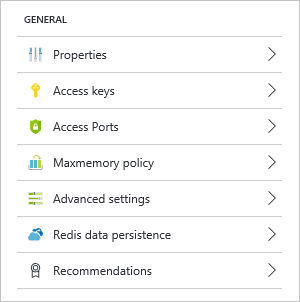 GENERAL
Properties
Access keys
Access Ports
Maxmemory policy
Advanced settings
Redis data persistence
Recommendations